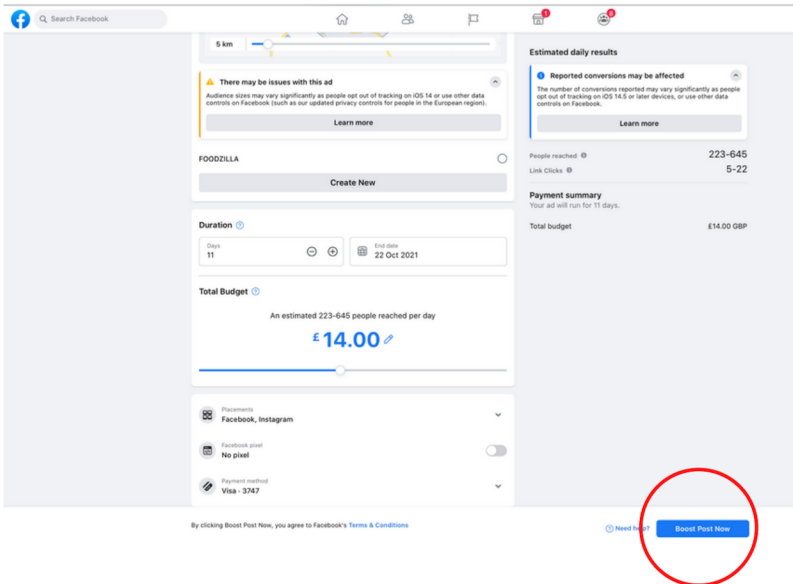 Search Facebook
1
8
5 km
There may be issues with this ad
Audience sizes may vary significantly as people opt out of tracking on iOS 14 or use other data
controls on Facebook (such as our updated privacy controls for people in the European region).
Learn more
FOODZILLA
Create New
Duration
Days
11
End date
22 Oct 2021
Total Budget
An estimated 223-645 people reached per day
£14.00
Placements
Facebook, Instagram
Facebook pixel
No pixel
Payment method
Visa - 3747
Estimated daily results
Reported conversions may be affected
The number of conversions reported may vary significantly as people
opt out of tracking on iOS 14.5 or later devices, or use other data
controls on Facebook.
Learn more
People reached 223-645
Link Clicks 5-22
Payment summary
Your ad will run for 11 days.
Total budget £14.00 GBP
By clicking Boost Post Now, you agree to Facebook's Terms & Conditions
Need help?
Boost Post Now